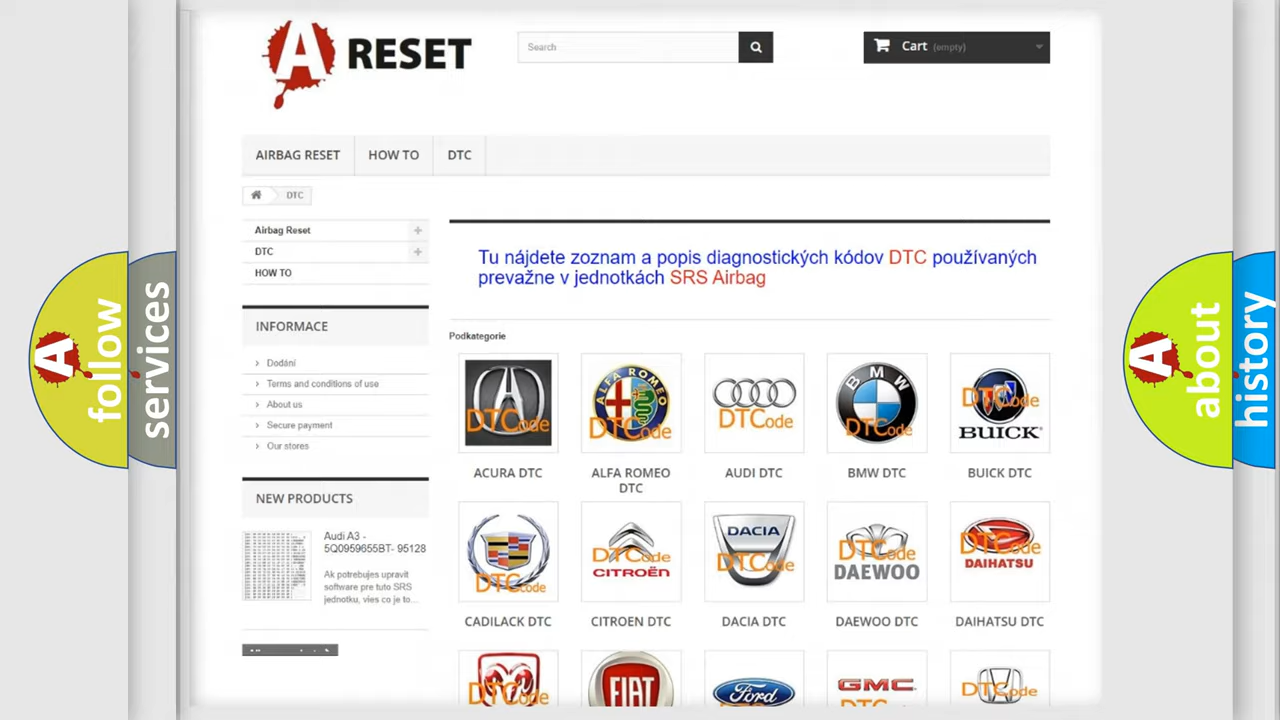 A RESET
Search
Cart (empty)
AIRBAG RESET
HOW TO
DTC
DTC
Airbag Reset
DTC
HOW TO
INFORMACE
Dodání
Terms and conditions of use
About us
Secure payment
Our stores
NEW PRODUCTS
Audi A3 -
5Q0959655BT- 95128
Ak potrebujes upravit
software pre tuto SRS
jednotku, vies co je to...
Tu nájdete zoznam a popis diagnostických kódov DTC používaných
prevažne v jednotkách SRS Airbag
Podkategorie
DTCode
ALFA ROMEO
DTCode
DTCode
BMW
DTCode
DTCode
BUICK
ACURA DTC
ALFA ROMEO
DTC
AUDI DTC
BMW DTC
BUICK DTC
DTCode
DTCode
CITROËN
DACIA
DTCode
DTCode
DAEWOO
DTCode
DAIHATSU
CADILACK DTC
CITROEN DTC
DACIA DTC
DAEWOO DTC
DAIHATSU DTC
DTCode
FIAT
Ford
GMC
DTCode
A follow
services
A about
history